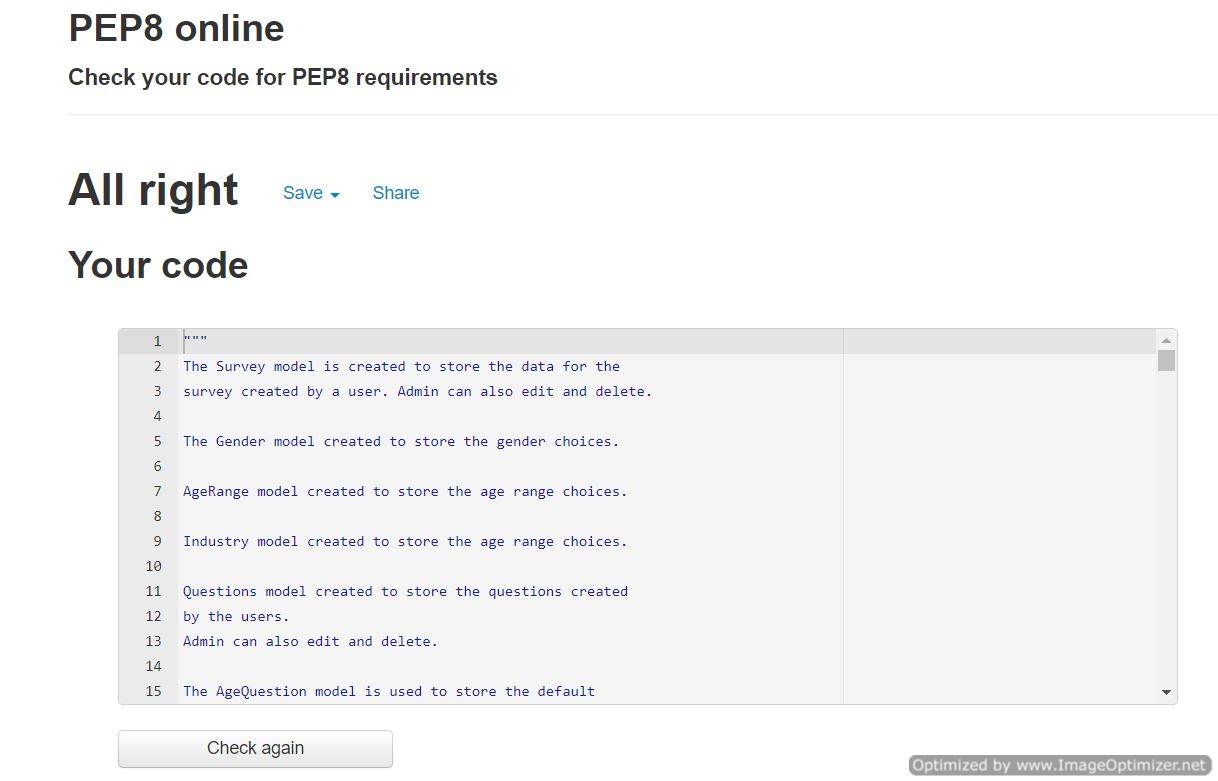 PEP8 online
Check your code for PEP8 requirements
All right Save Share
Your code
1 """
2 The Survey model is created to store the data for the
3 survey created by a user. Admin can also edit and delete.
4
5 The Gender model created to store the gender choices.
6
7 AgeRange model created to store the age range choices.
8
9 Industry model created to store the age range choices.
10
11 Questions model created to store the questions created
12 by the users.
13 Admin can also edit and delete.
14
15 The AgeQuestion model is used to store the default
Check again
Optimized by www.ImageOptimizer.net